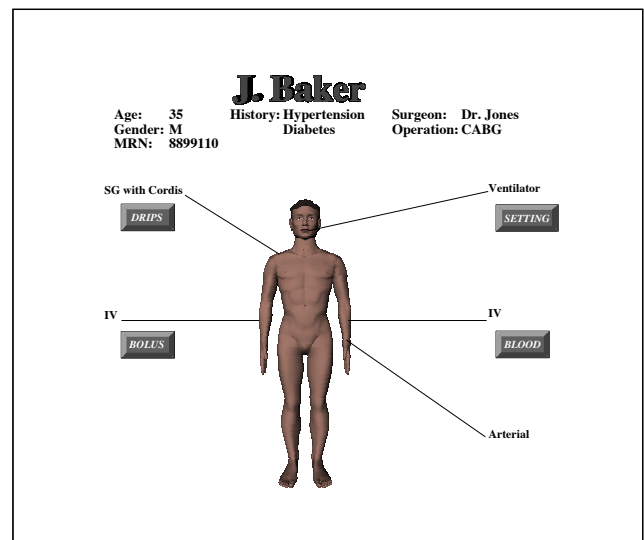 J. Baker
Age: 35 History: Hypertension Surgeon: Dr. Jones
Gender: M Diabetes Operation: CABG
MRN: 8899110
SG with Cordis Ventilator
DRIPS SETTING
IV IV
BOLUS BLOOD
Arterial